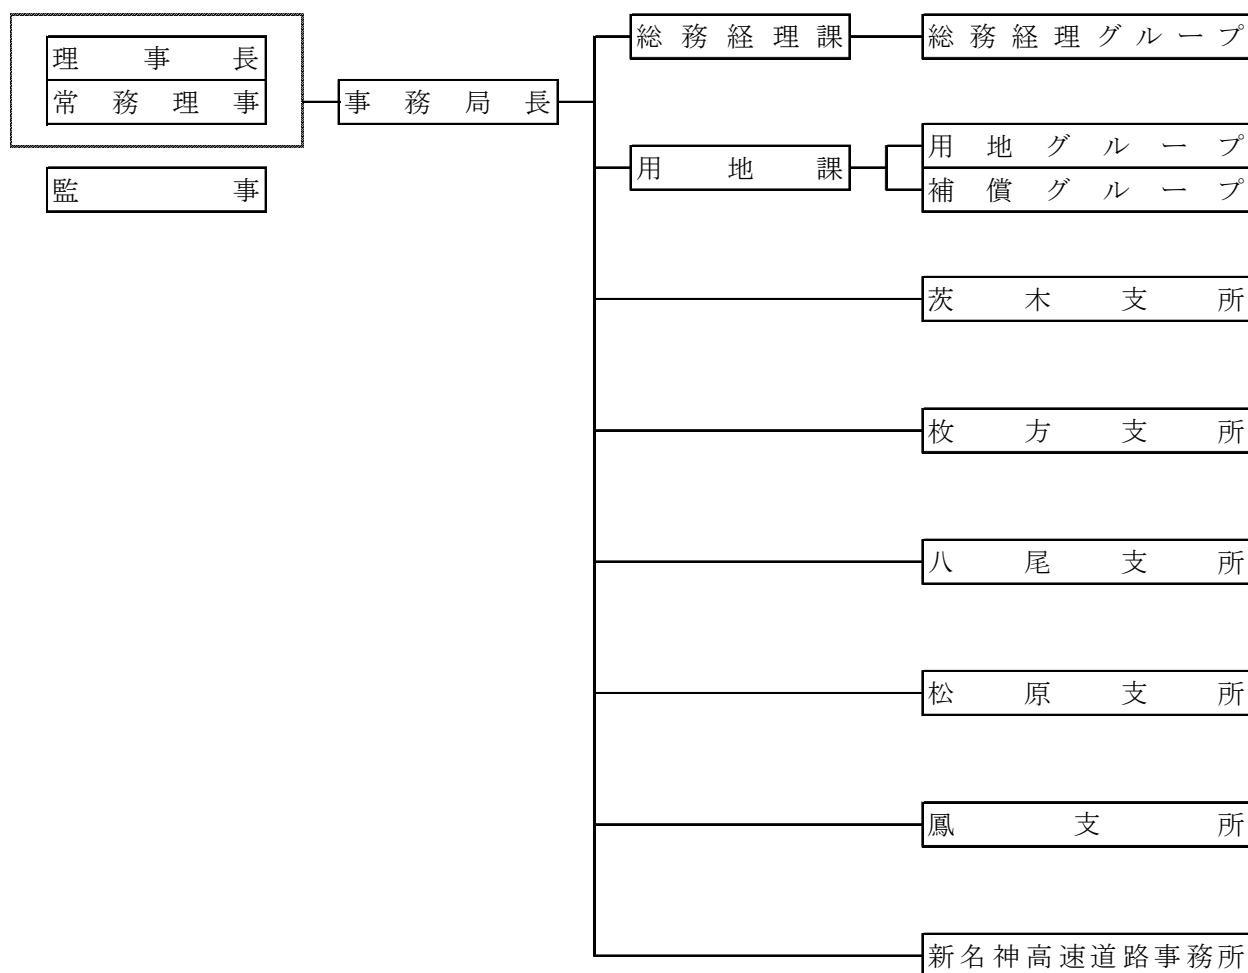 理事長
常務理事
監事
事務局長
総務経理課
総務経理グループ
用地課
用地グループ
補償グループ
茨木支所
枚方支所
八尾支所
松原支所
鳳支所
新名神高速道路事務所